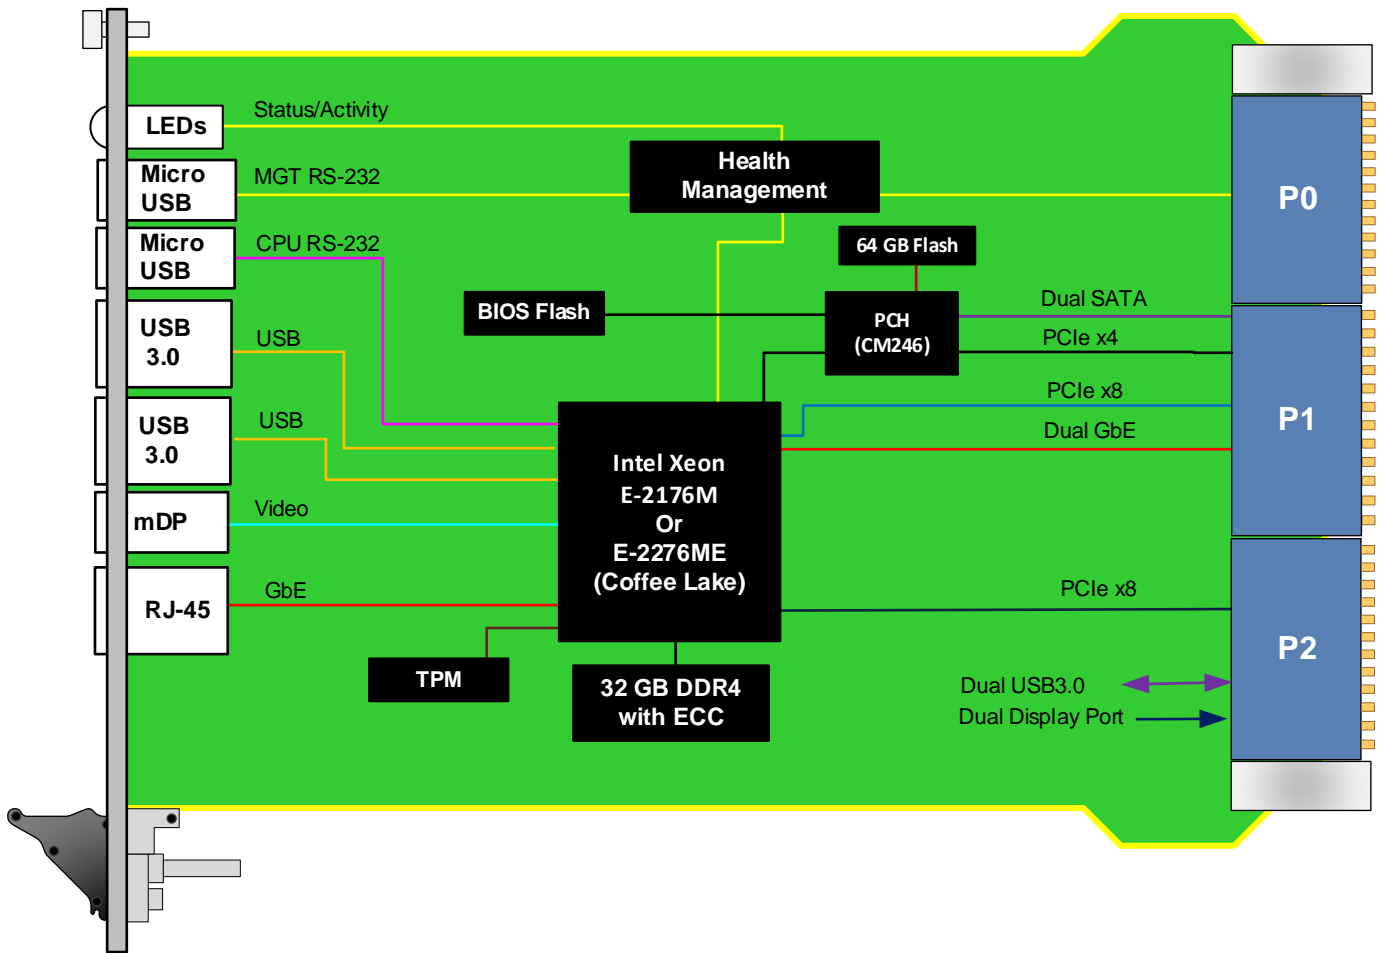 Status/Activity
LEDs
Health
Management
Micro
USB
MGT RS-232
P0
Micro
USB
CPU RS-232
64 GB Flash
BIOS Flash
PCH
(CM246)
Dual SATA
PCIe x4
USB
3.0
USB
PCIe x8
Dual GbE
P1
USB
3.0
USB
Intel Xeon
E-2176M
Or
E-2276ME
(Coffee Lake)
mDP
Video
RJ-45
GbE
PCIe x8
P2
TPM
32 GB DDR4
with ECC
Dual USB3.0
Dual Display Port